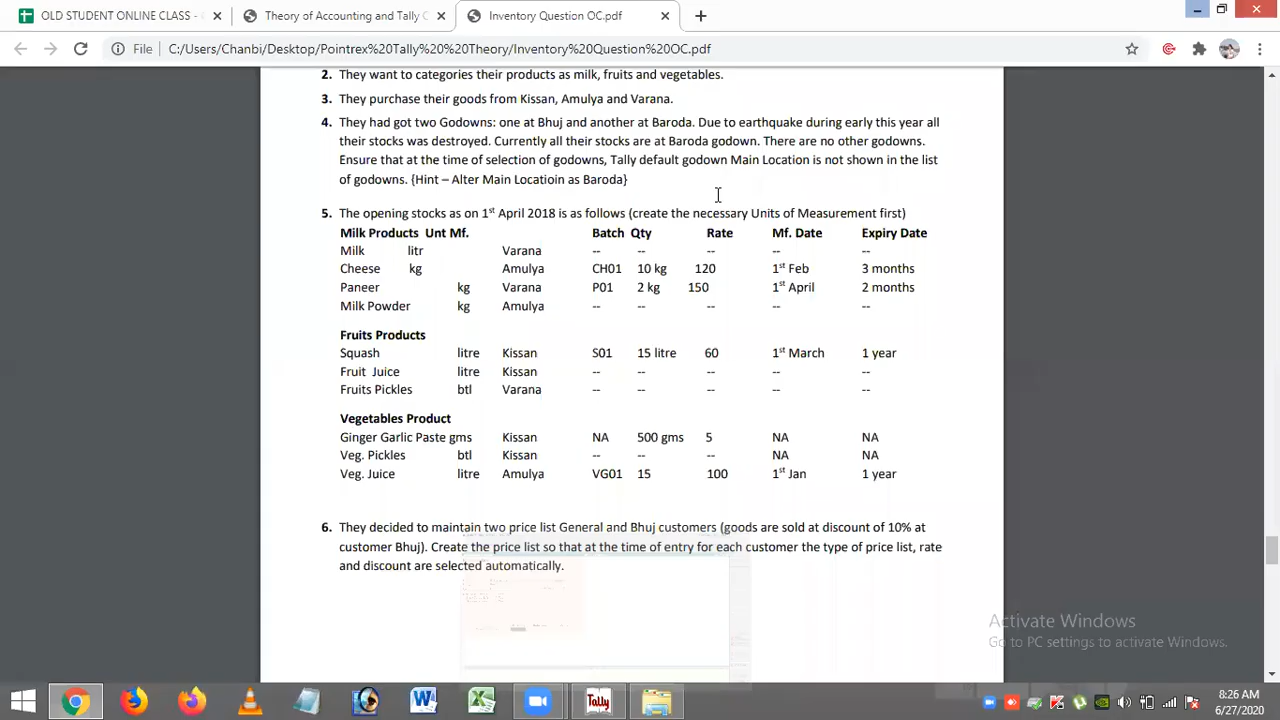 OLD STUDENT ONLINE CLASS -
Theory of Accounting and Tally C
Inventory Question OC.pdf
File C:/Users/Chanbi/Desktop/Pointrex%20Tally%20%20Theory/Inventory%20Question%20OC.pdf
2. They want to categories their products as milk, fruits and vegetables.
3. They purchase their goods from Kissan, Amulya and Varana.
4. They had got two Godowns: one at Bhuj and another at Baroda. Due to earthquake during early this year all
their stocks was destroyed. Currently all their stocks are at Baroda godown. There are no other godowns.
Ensure that at the time of selection of godowns, Tally default godown Main Location is not shown in the list
of godowns. {Hint – Alter Main Locatioin as Baroda}
5. The opening stocks as on 1st April 2018 is as follows (create the necessary Units of Measurement first)
Milk Products Unt Mf. Batch Qty Rate Mf. Date Expiry Date
Milk litr Varana -- -- -- -- --
Cheese kg Amulya CH01 10 kg 120 1st Feb 3 months
Paneer kg Varana P01 2 kg 150 1st April 2 months
Milk Powder kg Amulya -- -- -- -- --
Fruits Products
Squash litre Kissan S01 15 litre 60 1st March 1 year
Fruit Juice litre Kissan -- -- -- -- --
Fruits Pickles btl Varana -- -- -- -- --
Vegetables Product
Ginger Garlic Paste gms Kissan NA 500 gms 5 NA NA
Veg. Pickles btl Kissan -- -- -- NA NA
Veg. Juice litre Amulya VG01 15 100 1st Jan 1 year
6. They decided to maintain two price list General and Bhuj customers (goods are sold at discount of 10% at
customer Bhuj). Create the price list so that at the time of entry for each customer the type of price list, rate
and discount are selected automatically.
Activate Windows
Go to PC settings to activate Windows.
Tally
8:26 AM
6/27/2020